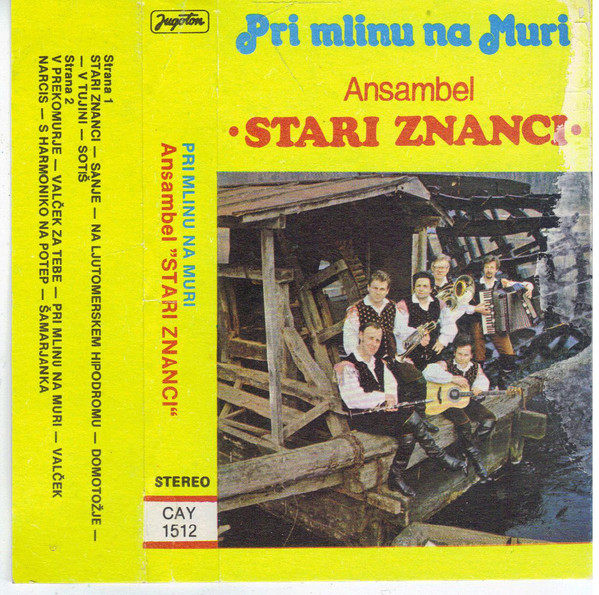 Strana 1
STARI ZNANCI — SANJE — NA LJUTOMERSKEM HIPODROMU — DOMOTOŽJE —
— V TUJINI — SOTIŠ
Strana 2
V PREKOMURJE — VALČEK ZA TEBE — PRI MLINU NA MURI — VALČEK
NARCIS — S HARMONIKO NA POTEP — ŠAMARJANKA
Jugoton
PRI MLINU NA MURI
Ansambel "STARI ZNANCI"
STEREO
CAY
1512
Pri mlinu na Muri
Ansambel
• STARI ZNANCI •